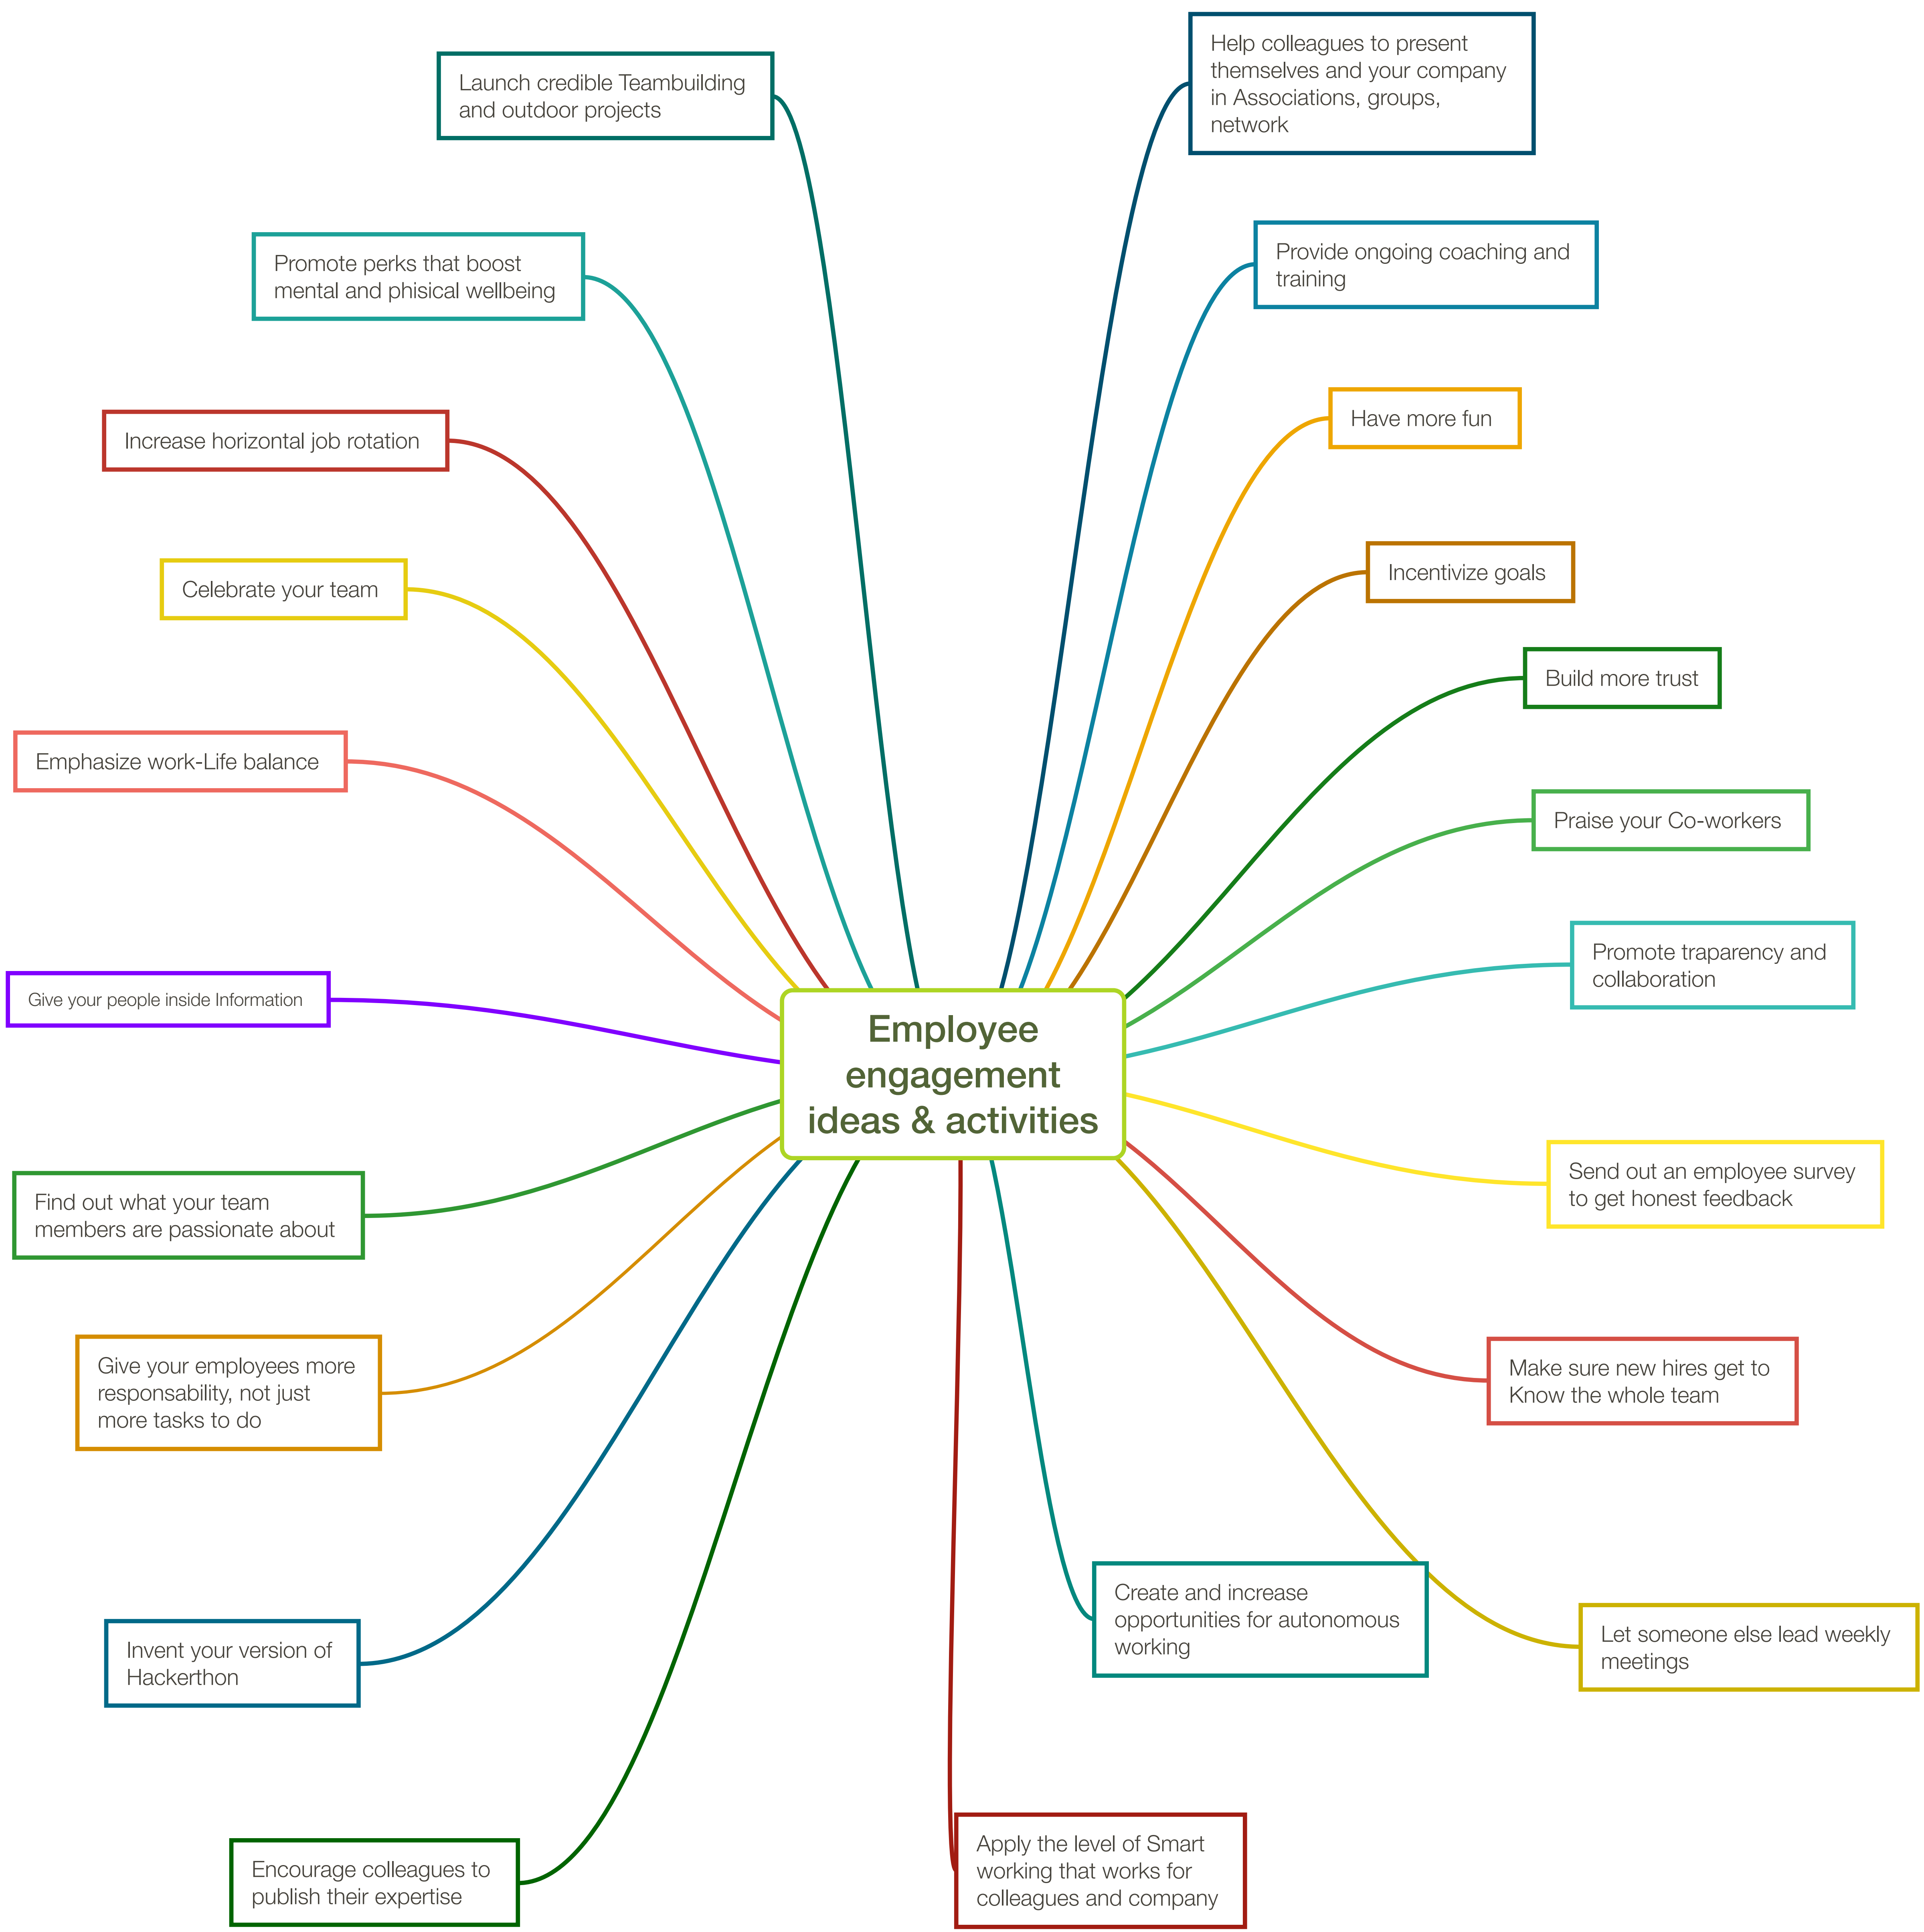 Help colleagues to present
themselves and your company
in Associations, groups,
network
Launch credible Teambuilding
and outdoor projects
Provide ongoing coaching and
training
Promote perks that boost
mental and phisical wellbeing
Have more fun
Increase horizontal job rotation
Incentivize goals
Celebrate your team
Build more trust
Emphasize work-Life balance
Praise your Co-workers
Promote traparency and
collaboration
Give your people inside Information
Employee
engagement
ideas & activities
Send out an employee survey
to get honest feedback
Find out what your team
members are passionate about
Give your employees more
responsability, not just
more tasks to do
Make sure new hires get to
Know the whole team
Create and increase
opportunities for autonomous
working
Let someone else lead weekly
meetings
Invent your version of
Hackerthon
Apply the level of Smart
working that works for
colleagues and company
Encourage colleagues to
publish their expertise